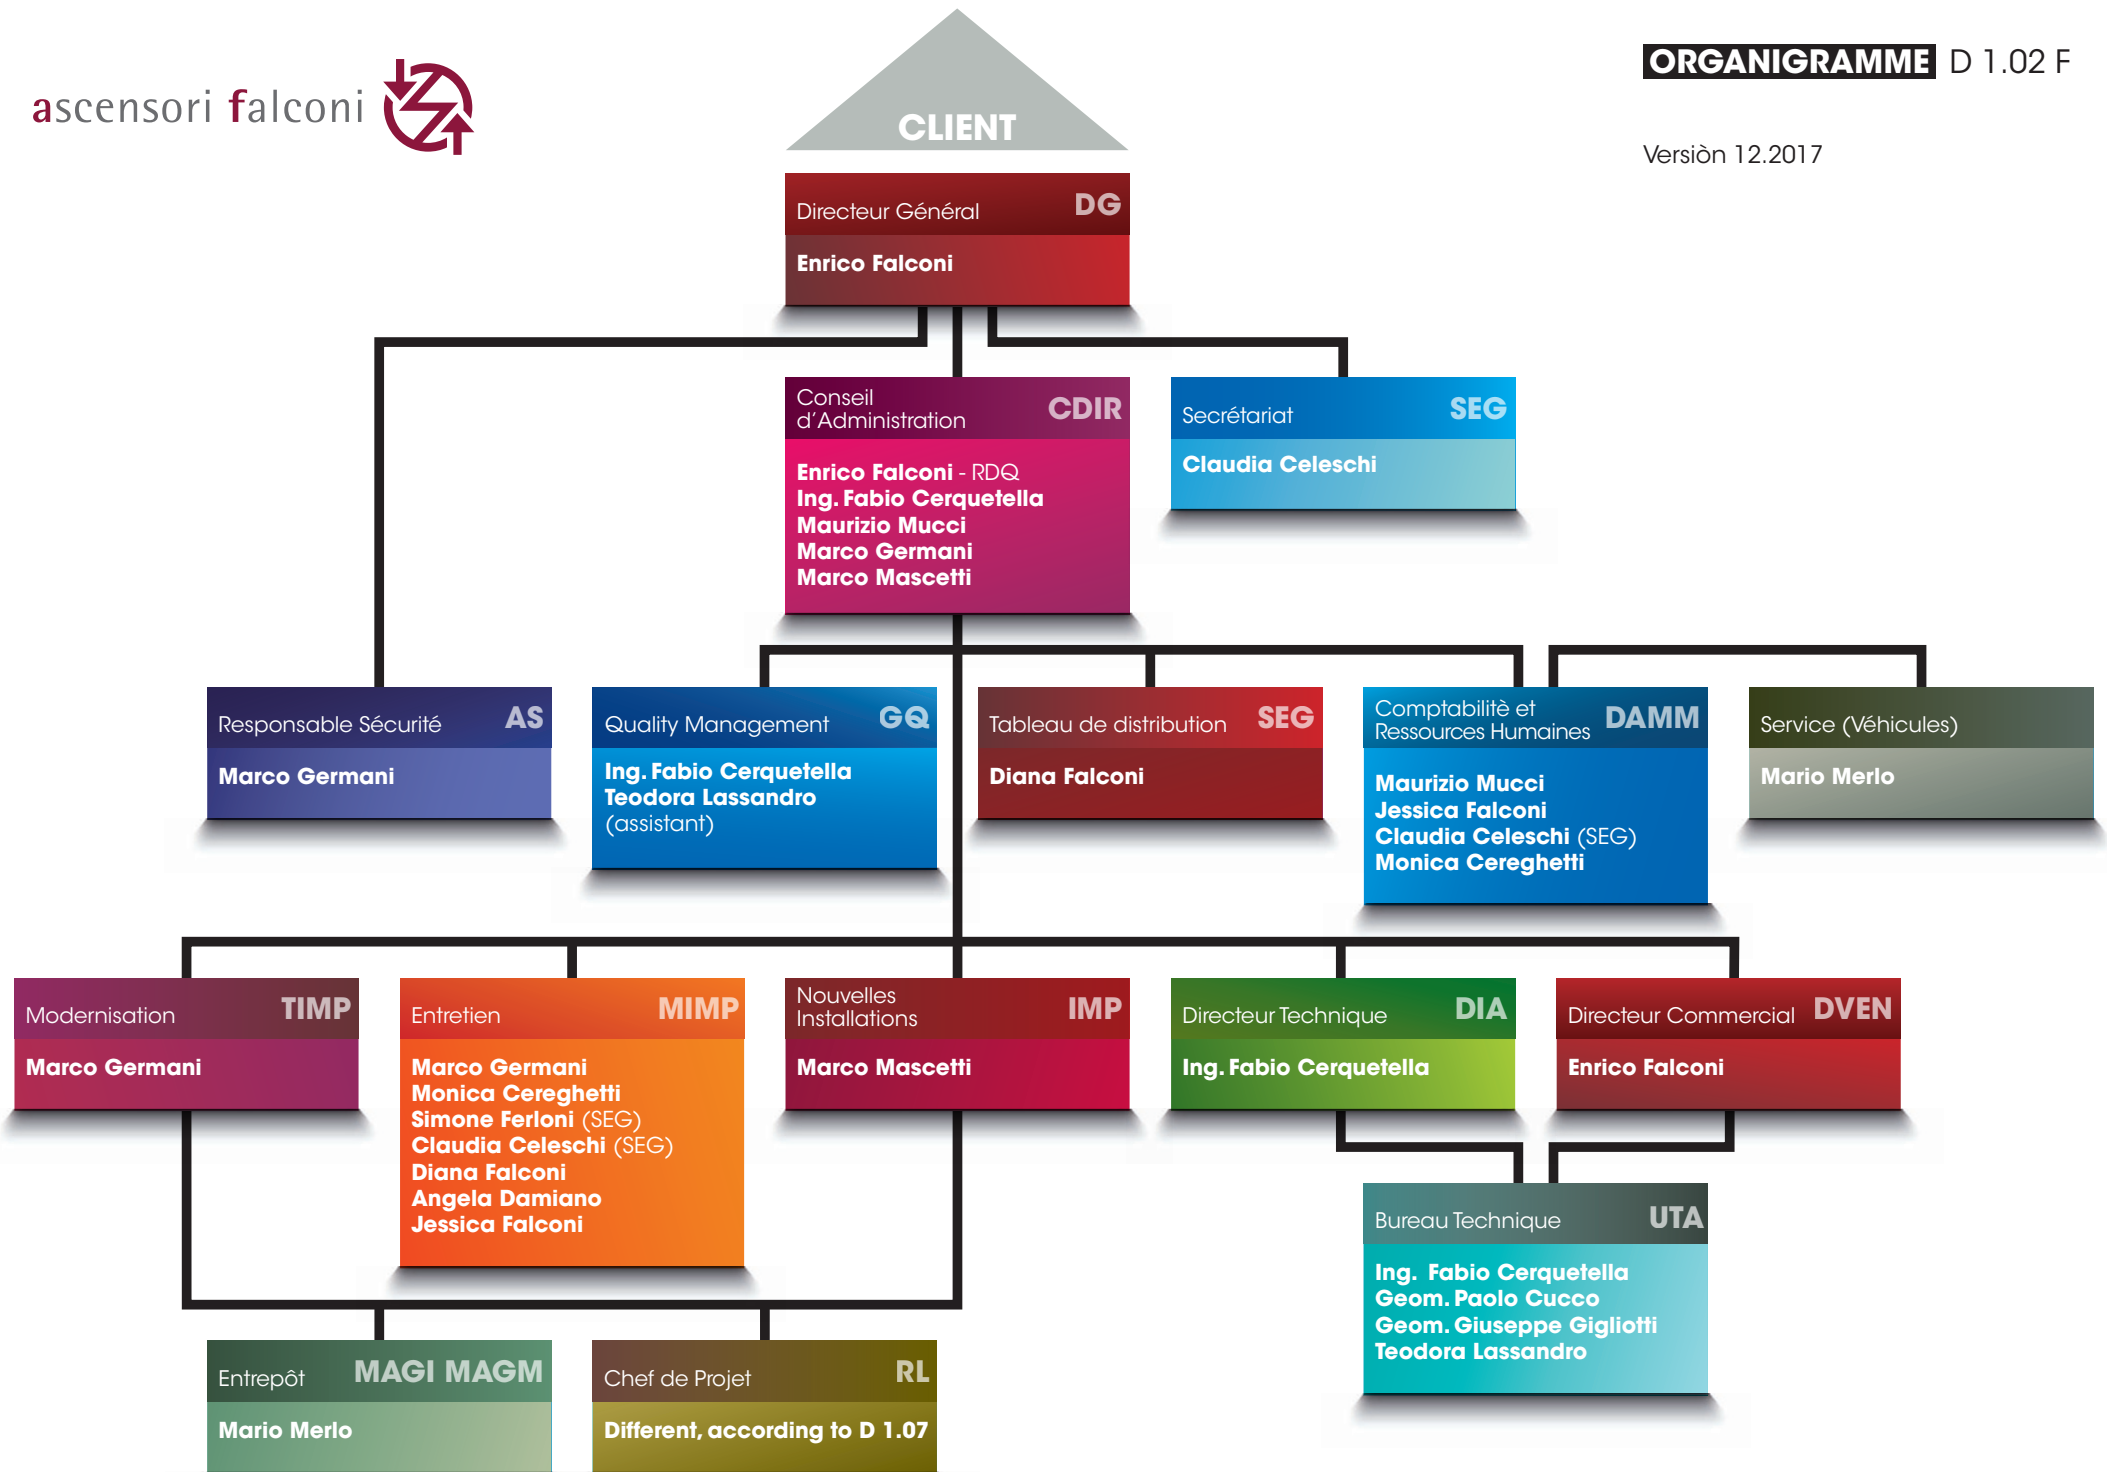 ascensori falconi
ORGANIGRAMME D 1.02 F
Versiòn 12.2017
CLIENT
Directeur Général DG
Enrico Falconi
Conseil
d'Administration CDIR
Enrico Falconi - RDQ
Ing. Fabio Cerquetella
Maurizio Mucci
Marco Germani
Marco Mascetti
Secrétariat SEG
Claudia Celeschi
Responsable Sécurité AS
Marco Germani
Quality Management GQ
Ing. Fabio Cerquetella
Teodora Lassandro
(assistant)
Tableau de distribution SEG
Diana Falconi
Comptabilitè et
Ressources Humaines DAMM
Maurizio Mucci
Jessica Falconi
Claudia Celeschi (SEG)
Monica Cereghetti
Service (Véhicules)
Mario Merlo
Modernisation TIMP
Marco Germani
Entretien MIMP
Marco Germani
Monica Cereghetti
Simone Ferloni (SEG)
Claudia Celeschi (SEG)
Diana Falconi
Angela Damiano
Jessica Falconi
Nouvelles
Installations IMP
Marco Mascetti
Directeur Technique DIA
Ing. Fabio Cerquetella
Directeur Commercial DVEN
Enrico Falconi
Bureau Technique UTA
Ing. Fabio Cerquetella
Geom. Paolo Cucco
Geom. Giuseppe Gigliotti
Teodora Lassandro
Entrepôt MAGI MAGM
Mario Merlo
Chef de Projet RL
Different, according to D 1.07